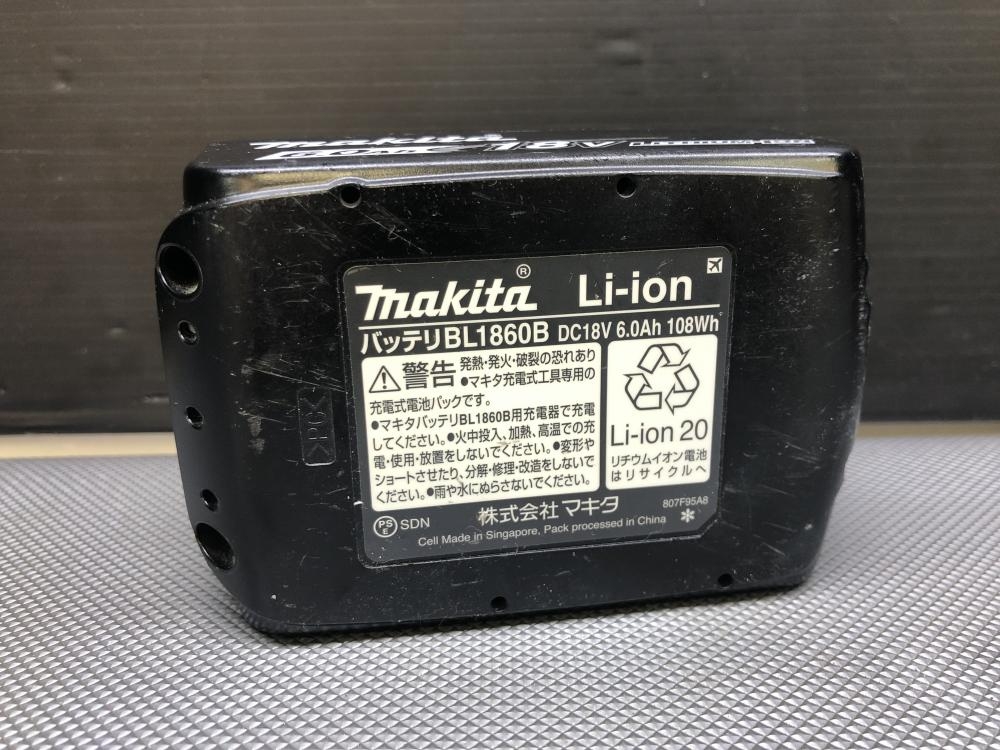 makita
18V
makita® Li-ion
バッテリBL1860B DC18V 6.0Ah 108Wh
警告 発熱・発火・破裂の恐れあり
●マキタ充電式工具専用の
充電式電池パックです。
●マキタバッテリBL1860B用充電器で充電
してください。●火中投入、加熱、高温での充
電・使用・放置をしないでください。●変形や
ショートさせたり、分解・修理・改造をしないで
ください。●雨や水にぬらさないでください。
Li-ion 20
リチウムイオン電池
はリサイクルへ
PSE SDN 株式会社 マキタ 807F95A8
Cell Made in Singapore, Pack processed in China ✻